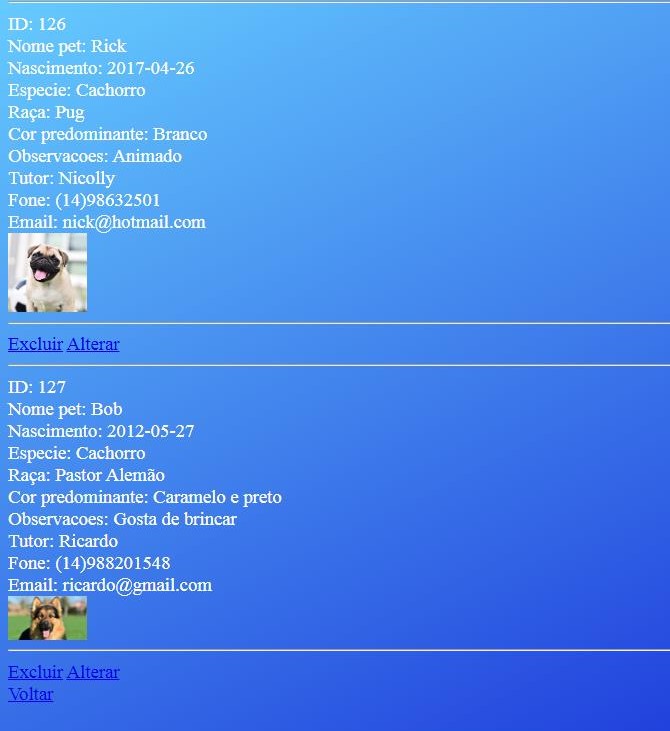 ID: 126
Nome pet: Rick
Nascimento: 2017-04-26
Especie: Cachorro
Raça: Pug
Cor predominante: Branco
Observacoes: Animado
Tutor: Nicolly
Fone: (14)98632501
Email: nick@hotmail.com
Excluir Alterar
ID: 127
Nome pet: Bob
Nascimento: 2012-05-27
Especie: Cachorro
Raça: Pastor Alemão
Cor predominante: Caramelo e preto
Observacoes: Gosta de brincar
Tutor: Ricardo
Fone: (14)988201548
Email: ricardo@gmail.com
Excluir Alterar
Voltar